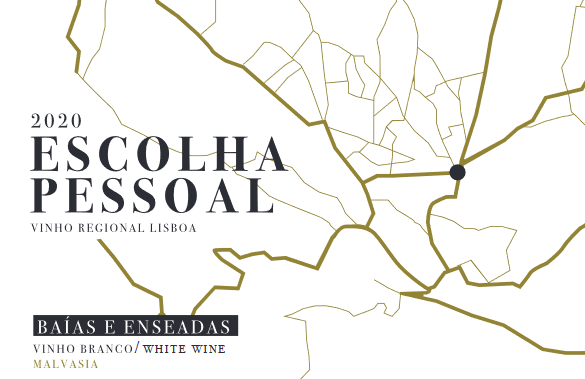 2020
ESCOLHA
PESSOAL
VINHO REGIONAL LISBOA
BAÍAS E ENSEADAS
VINHO BRANCO/ WHITE WINE
MALVASIA